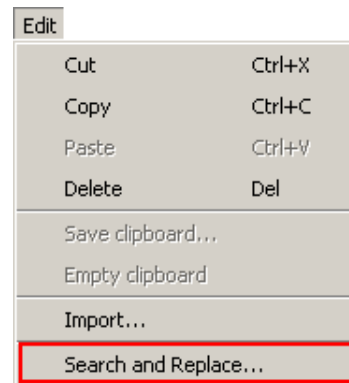 Edit
Cut Ctrl+X
Copy Ctrl+C
Paste Ctrl+V
Delete Del
Save clipboard...
Empty clipboard
Import...
Search and Replace...